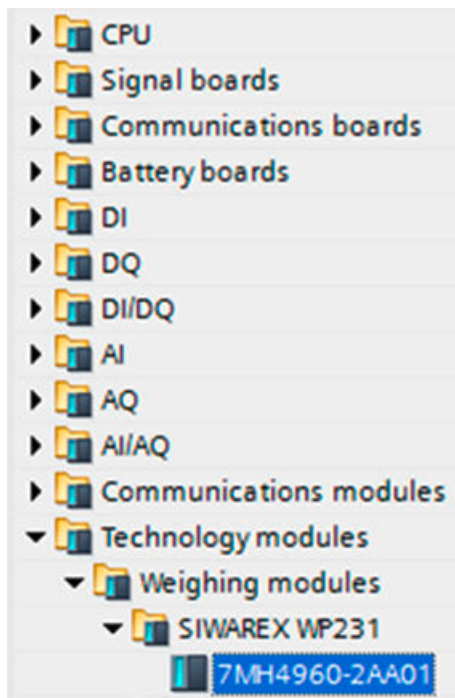 CPU
Signal boards
Communications boards
Battery boards
DI
DQ
DI/DQ
AI
AQ
AI/AQ
Communications modules
Technology modules
Weighing modules
SIWAREX WP231
7MH4960-2AA01